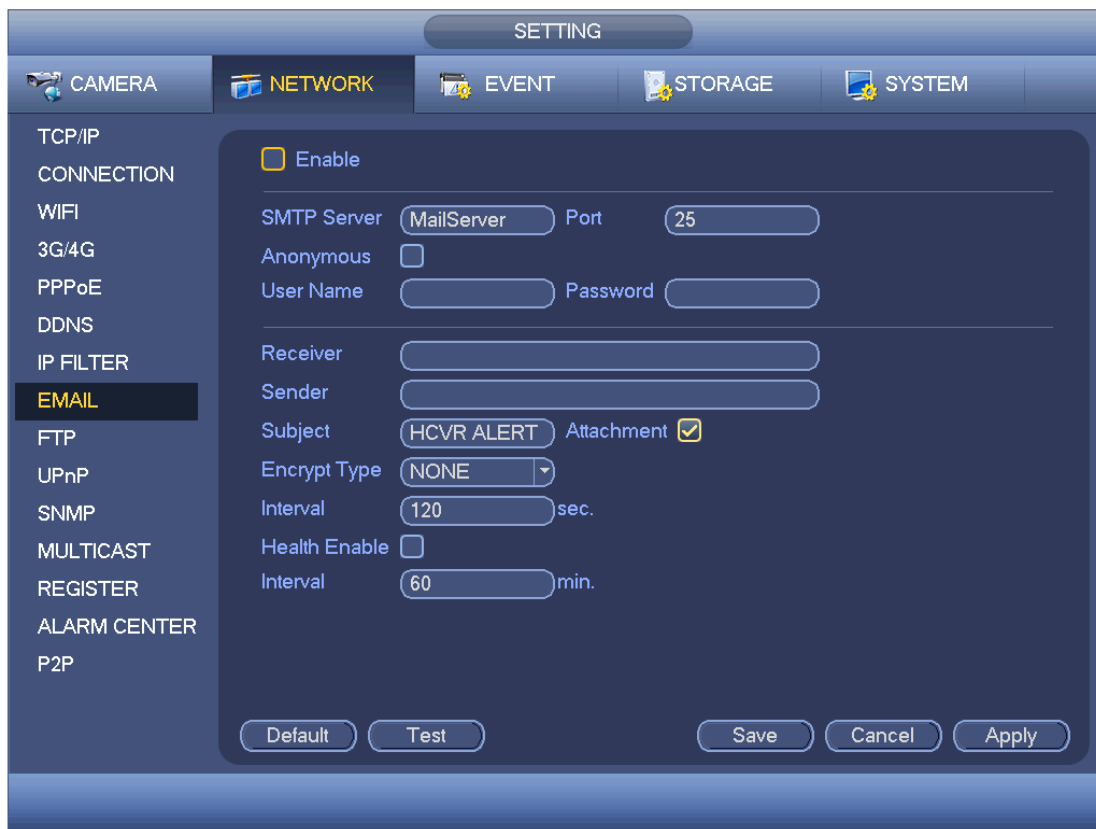 SETTING
CAMERA NETWORK EVENT STORAGE SYSTEM
TCP/IP
CONNECTION
WIFI
3G/4G
PPPoE
DDNS
IP FILTER
EMAIL
FTP
UPnP
SNMP
MULTICAST
REGISTER
ALARM CENTER
P2P
Enable
SMTP Server MailServer Port 25
Anonymous
User Name Password
Receiver
Sender
Subject HCVR ALERT Attachment
Encrypt Type NONE
Interval 120 sec.
Health Enable
Interval 60 min.
Default Test Save Cancel Apply